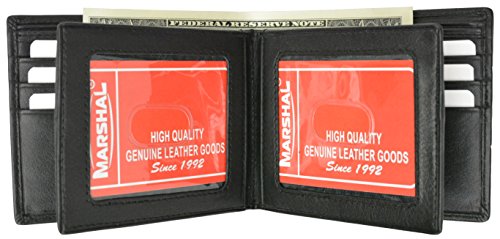 FEDERAL RESERVE NOTE
MARSHAL®
HIGH QUALITY
GENUINE LEATHER GOODS
Since 1992
MARSHAL®
HIGH QUALITY
GENUINE LEATHER GOODS
Since 1992